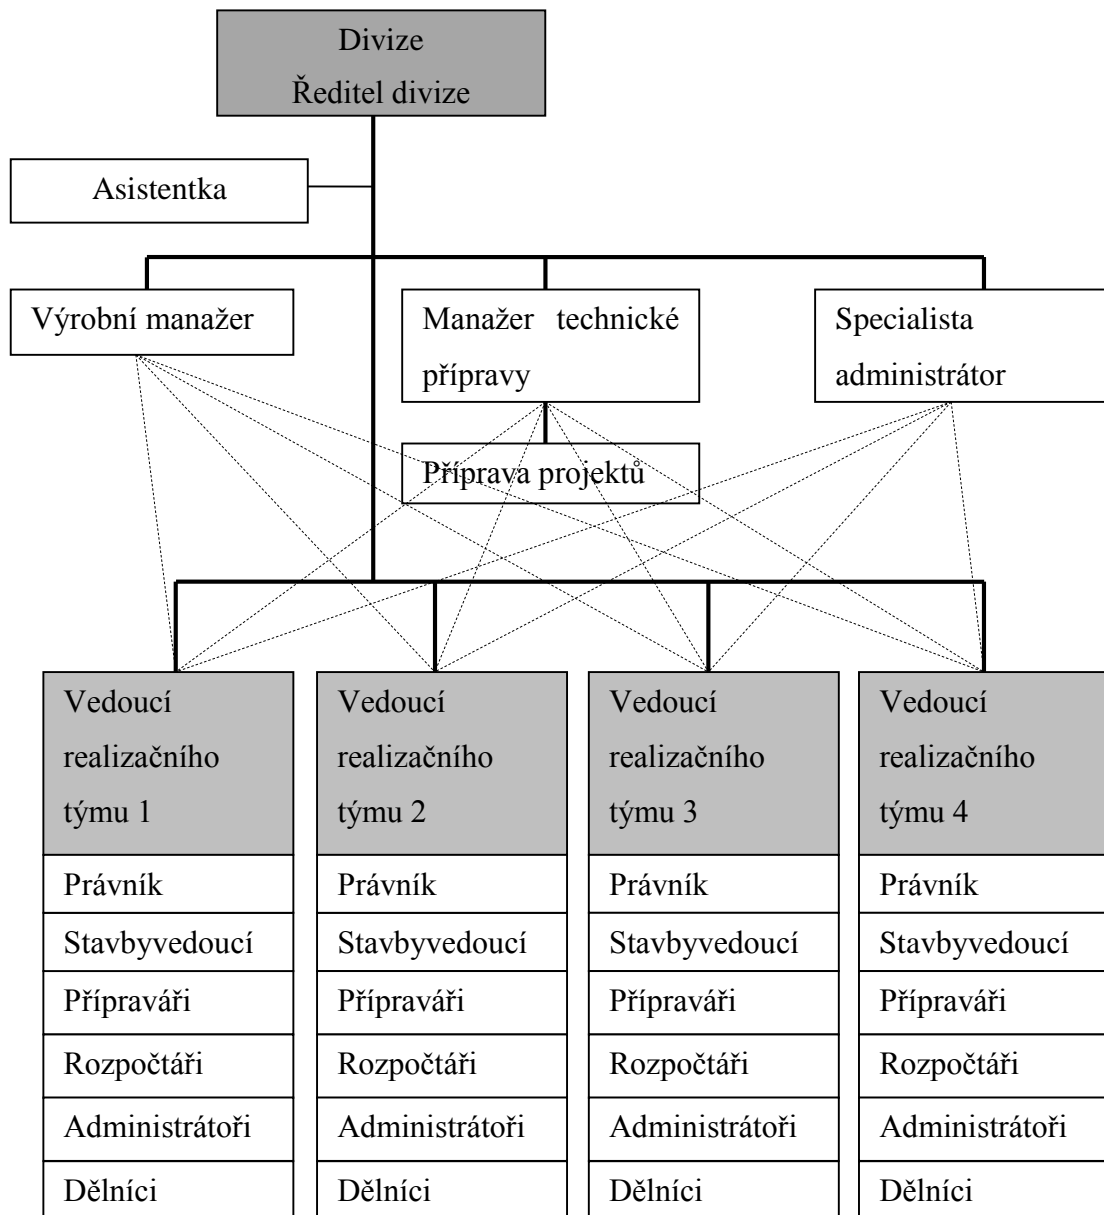 Divize
Ředitel divize
Asistentka
Výrobní manažer
Manažer technické
přípravy
Specialista
administrátor
Příprava projektů
Vedoucí
realizačního
týmu 1
Právník
Stavbyvedoucí
Přípraváři
Rozpočtáři
Administrátoři
Dělníci
Vedoucí
realizačního
týmu 2
Právník
Stavbyvedoucí
Přípraváři
Rozpočtáři
Administrátoři
Dělníci
Vedoucí
realizačního
týmu 3
Právník
Stavbyvedoucí
Přípraváři
Rozpočtáři
Administrátoři
Dělníci
Vedoucí
realizačního
týmu 4
Právník
Stavbyvedoucí
Přípraváři
Rozpočtáři
Administrátoři
Dělníci